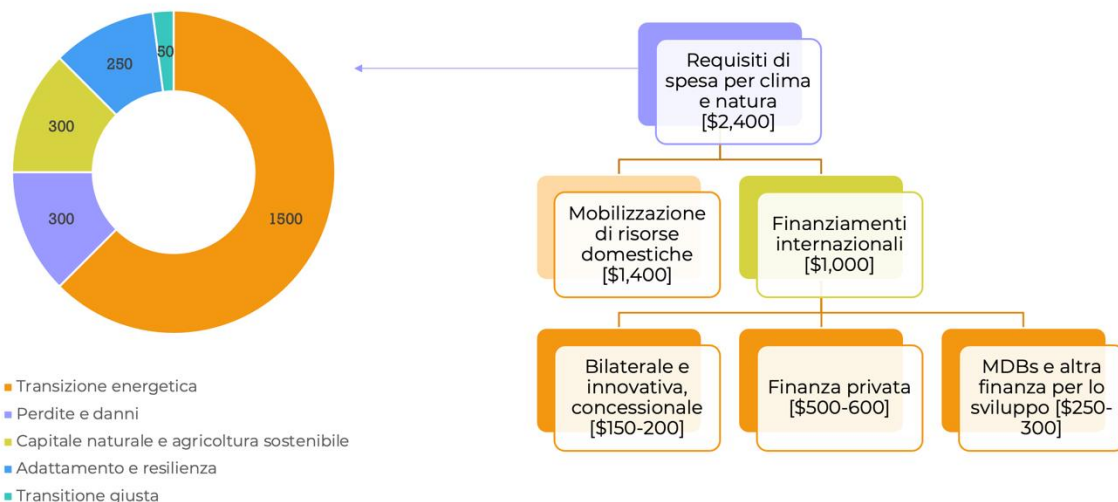 50
250
300
300
1500
Transizione energetica
Perdite e danni
Capitale naturale e agricoltura sostenibile
Adattamento e resilienza
Transitione giusta
Requisiti di
spesa per clima
e natura
[$2,400]
Mobilizzazione
di risorse
domestiche
[$1,400]
Finanziamenti
internazionali
[$1,000]
Bilaterale e
innovativa,
concessionale
[$150-200]
Finanza privata
[$500-600]
MDBs e altra
finanza per lo
sviluppo [$250-
300]